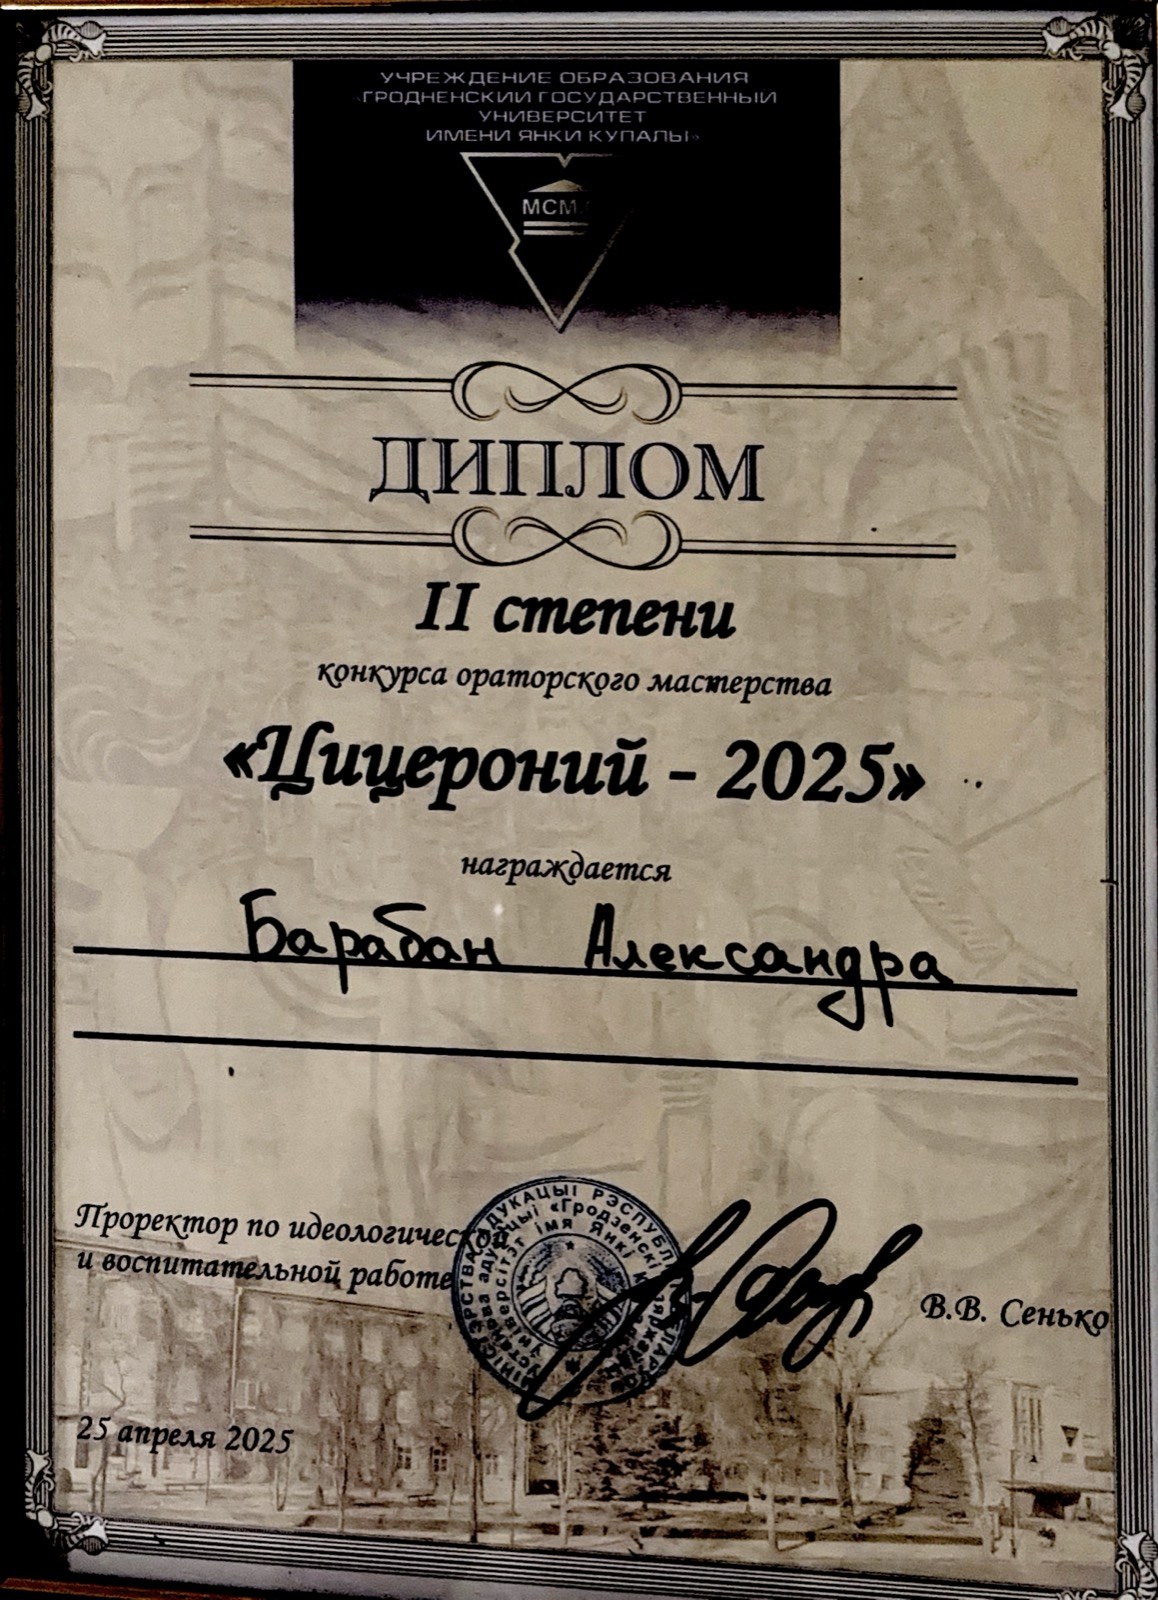 УЧРЕЖДЕНИЕ ОБРАЗОВАНИЯ
«ГРОДНЕНСКИЙ ГОСУДАРСТВЕННЫЙ
УНИВЕРСИТЕТ
ИМЕНИ ЯНКИ КУПАЛЫ»
MCM
ДИПЛОМ
II степени
конкурса ораторского мастерства
«Цицероний - 2025»
награждается
Барабан Александра
Проректор по идеологической
и воспитательной работе
В.В. Сенько
25 апреля 2025